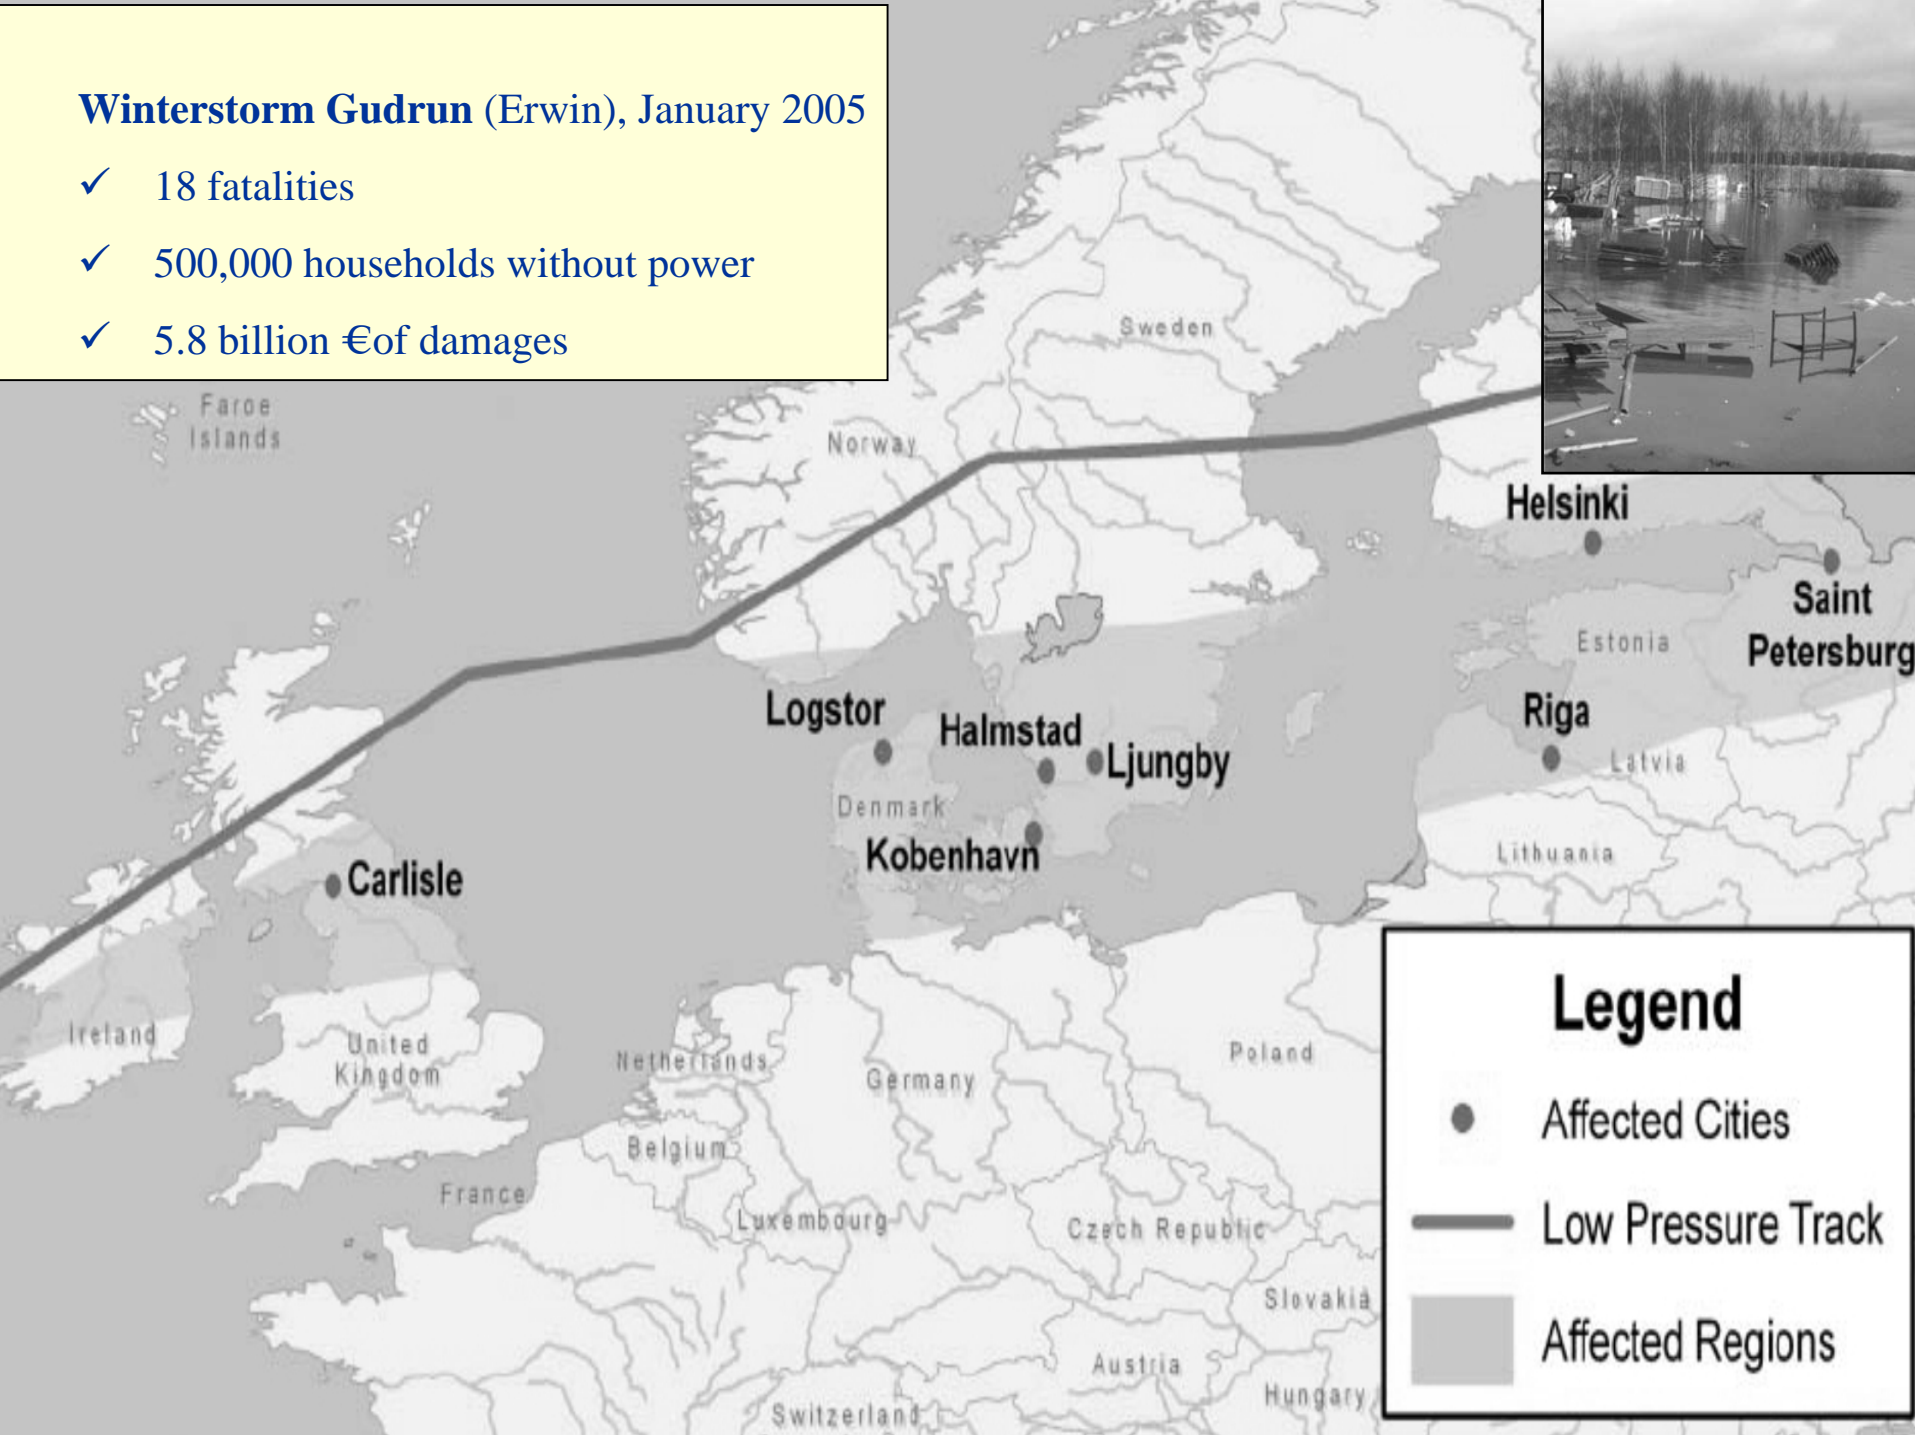 Winterstorm Gudrun (Erwin), January 2005
✓ 18 fatalities
✓ 500,000 households without power
✓ 5.8 billion €of damages
Faroe
Islands
Norway
Sweden
Helsinki
Saint
Petersburg
Estonia
Riga
Latvia
Lithuania
Logstor
Halmstad
Ljungby
Denmark
Kobenhavn
Carlisle
Ireland
United
Kingdom
Netherlands
Germany
Poland
Belgium
France
Luxembourg
Czech Republic
Slovakia
Austria
Hungary
Switzerland
Legend
Affected Cities
Low Pressure Track
Affected Regions